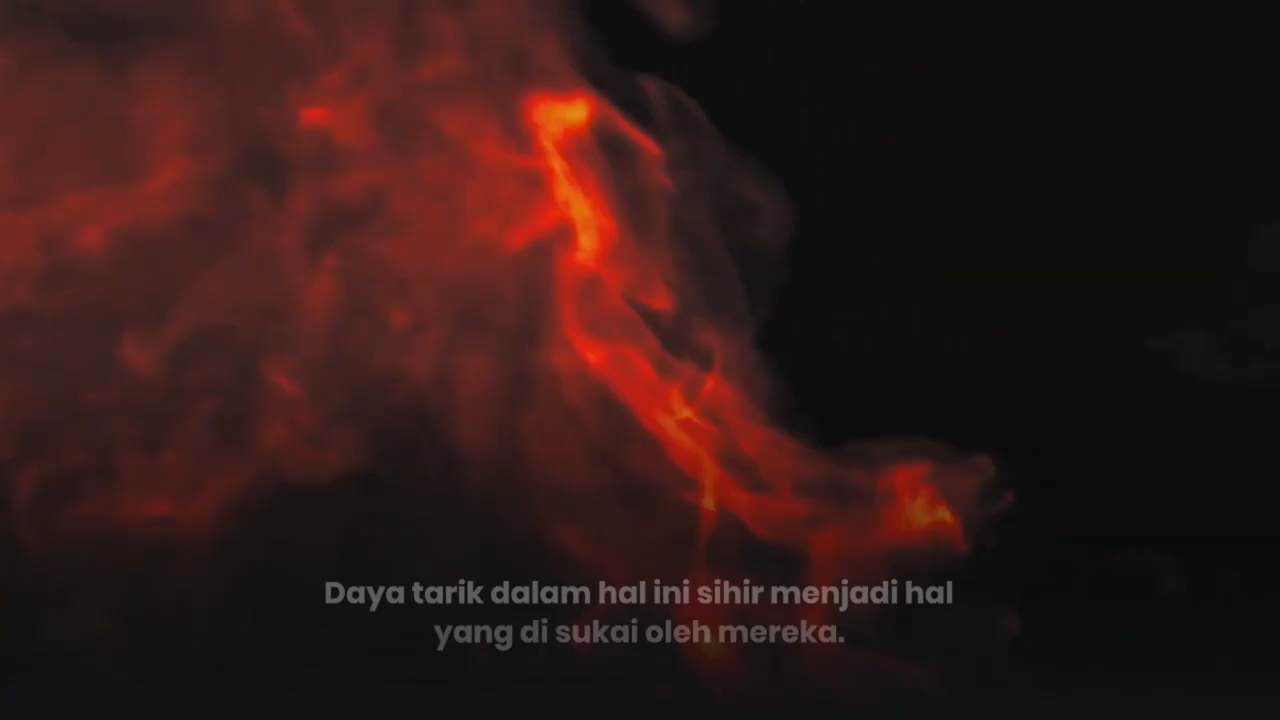 Daya tarik dalam hal ini sihir menjadi hal
yang di sukai oleh mereka.